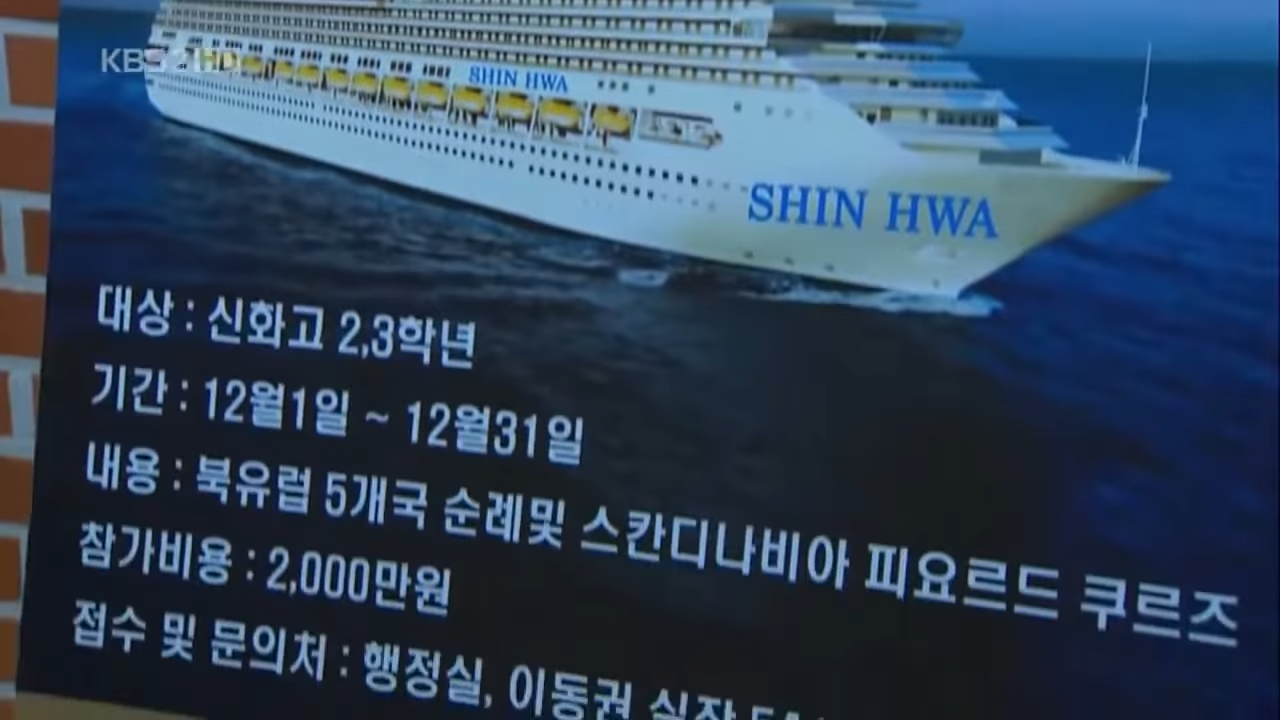 KBS2HD
SHIN HWA
SHIN HWA
대상 : 신화고 2,3학년
기간 : 12월1일 ~ 12월31일
내용 : 북유럽 5개국 순례및 스칸디나비아 피요르드 쿠르즈
참가비용 : 2,000만원
접수 및 문의처 : 행정실, 이동권 실장